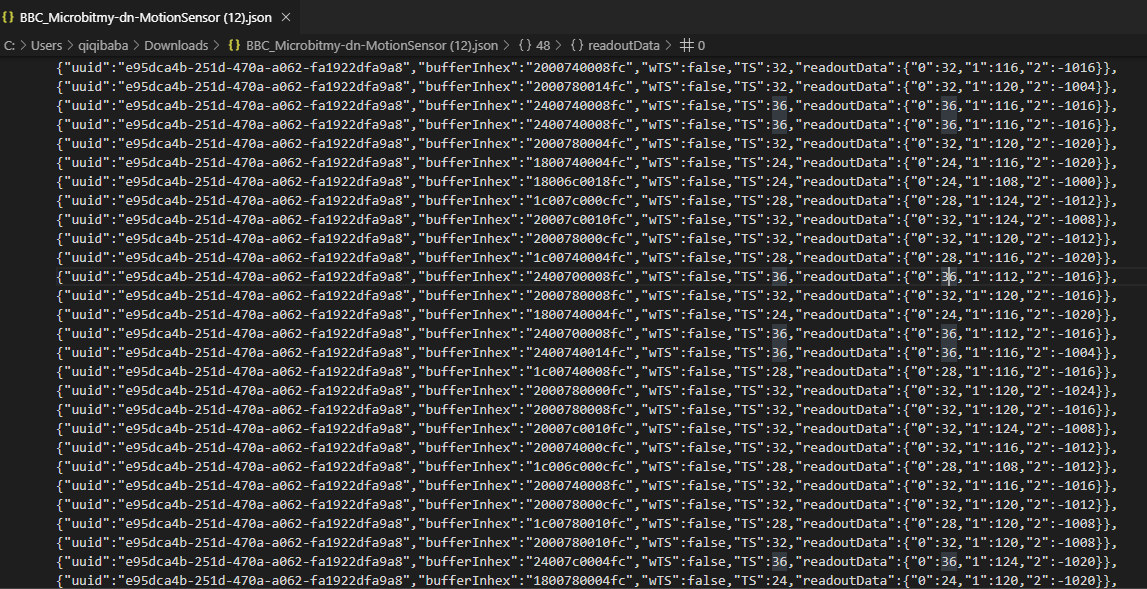 {} BBC_Microbitmy-dn-MotionSensor (12).json ×
C: > Users > qiqibaba > Downloads > {} BBC_Microbitmy-dn-MotionSensor (12).json > {} 48 > {} readoutData > # 0
{"uuid":"e95dca4b-251d-470a-a062-fa1922dfa9a8","bufferInhex":"2000740008fc","wTS":false,"TS":32,"readoutData":{"0":32,"1":116,"2":-1016}},
{"uuid":"e95dca4b-251d-470a-a062-fa1922dfa9a8","bufferInhex":"2000780014fc","wTS":false,"TS":32,"readoutData":{"0":32,"1":120,"2":-1004}},
{"uuid":"e95dca4b-251d-470a-a062-fa1922dfa9a8","bufferInhex":"2400740008fc","wTS":false,"TS":36,"readoutData":{"0":36,"1":116,"2":-1016}},
{"uuid":"e95dca4b-251d-470a-a062-fa1922dfa9a8","bufferInhex":"2400740008fc","wTS":false,"TS":36,"readoutData":{"0":36,"1":116,"2":-1016}},
{"uuid":"e95dca4b-251d-470a-a062-fa1922dfa9a8","bufferInhex":"2000780004fc","wTS":false,"TS":32,"readoutData":{"0":32,"1":120,"2":-1020}},
{"uuid":"e95dca4b-251d-470a-a062-fa1922dfa9a8","bufferInhex":"1800740004fc","wTS":false,"TS":24,"readoutData":{"0":24,"1":116,"2":-1020}},
{"uuid":"e95dca4b-251d-470a-a062-fa1922dfa9a8","bufferInhex":"18006c0018fc","wTS":false,"TS":24,"readoutData":{"0":24,"1":108,"2":-1000}},
{"uuid":"e95dca4b-251d-470a-a062-fa1922dfa9a8","bufferInhex":"1c007c000cfc","wTS":false,"TS":28,"readoutData":{"0":28,"1":124,"2":-1012}},
{"uuid":"e95dca4b-251d-470a-a062-fa1922dfa9a8","bufferInhex":"20007c0010fc","wTS":false,"TS":32,"readoutData":{"0":32,"1":124,"2":-1008}},
{"uuid":"e95dca4b-251d-470a-a062-fa1922dfa9a8","bufferInhex":"200078000cfc","wTS":false,"TS":32,"readoutData":{"0":32,"1":120,"2":-1012}},
{"uuid":"e95dca4b-251d-470a-a062-fa1922dfa9a8","bufferInhex":"1c00740004fc","wTS":false,"TS":28,"readoutData":{"0":28,"1":116,"2":-1020}},
{"uuid":"e95dca4b-251d-470a-a062-fa1922dfa9a8","bufferInhex":"2400700008fc","wTS":false,"TS":36,"readoutData":{"0":36,"1":112,"2":-1016}},
{"uuid":"e95dca4b-251d-470a-a062-fa1922dfa9a8","bufferInhex":"2000780008fc","wTS":false,"TS":32,"readoutData":{"0":32,"1":120,"2":-1016}},
{"uuid":"e95dca4b-251d-470a-a062-fa1922dfa9a8","bufferInhex":"1800740004fc","wTS":false,"TS":24,"readoutData":{"0":24,"1":116,"2":-1020}},
{"uuid":"e95dca4b-251d-470a-a062-fa1922dfa9a8","bufferInhex":"2400700008fc","wTS":false,"TS":36,"readoutData":{"0":36,"1":112,"2":-1016}},
{"uuid":"e95dca4b-251d-470a-a062-fa1922dfa9a8","bufferInhex":"2400740014fc","wTS":false,"TS":36,"readoutData":{"0":36,"1":116,"2":-1004}},
{"uuid":"e95dca4b-251d-470a-a062-fa1922dfa9a8","bufferInhex":"1c00740008fc","wTS":false,"TS":28,"readoutData":{"0":28,"1":116,"2":-1016}},
{"uuid":"e95dca4b-251d-470a-a062-fa1922dfa9a8","bufferInhex":"2000780000fc","wTS":false,"TS":32,"readoutData":{"0":32,"1":120,"2":-1024}},
{"uuid":"e95dca4b-251d-470a-a062-fa1922dfa9a8","bufferInhex":"2000780008fc","wTS":false,"TS":32,"readoutData":{"0":32,"1":120,"2":-1016}},
{"uuid":"e95dca4b-251d-470a-a062-fa1922dfa9a8","bufferInhex":"20007c0010fc","wTS":false,"TS":32,"readoutData":{"0":32,"1":124,"2":-1008}},
{"uuid":"e95dca4b-251d-470a-a062-fa1922dfa9a8","bufferInhex":"200074000cfc","wTS":false,"TS":32,"readoutData":{"0":32,"1":116,"2":-1012}},
{"uuid":"e95dca4b-251d-470a-a062-fa1922dfa9a8","bufferInhex":"1c006c000cfc","wTS":false,"TS":28,"readoutData":{"0":28,"1":108,"2":-1012}},
{"uuid":"e95dca4b-251d-470a-a062-fa1922dfa9a8","bufferInhex":"2000740008fc","wTS":false,"TS":32,"readoutData":{"0":32,"1":116,"2":-1016}},
{"uuid":"e95dca4b-251d-470a-a062-fa1922dfa9a8","bufferInhex":"200078000cfc","wTS":false,"TS":32,"readoutData":{"0":32,"1":120,"2":-1012}},
{"uuid":"e95dca4b-251d-470a-a062-fa1922dfa9a8","bufferInhex":"1c00780010fc","wTS":false,"TS":28,"readoutData":{"0":28,"1":120,"2":-1008}},
{"uuid":"e95dca4b-251d-470a-a062-fa1922dfa9a8","bufferInhex":"2000780010fc","wTS":false,"TS":32,"readoutData":{"0":32,"1":120,"2":-1008}},
{"uuid":"e95dca4b-251d-470a-a062-fa1922dfa9a8","bufferInhex":"24007c0004fc","wTS":false,"TS":36,"readoutData":{"0":36,"1":124,"2":-1020}},
{"uuid":"e95dca4b-251d-470a-a062-fa1922dfa9a8","bufferInhex":"1800780004fc","wTS":false,"TS":24,"readoutData":{"0":24,"1":120,"2":-1020}},